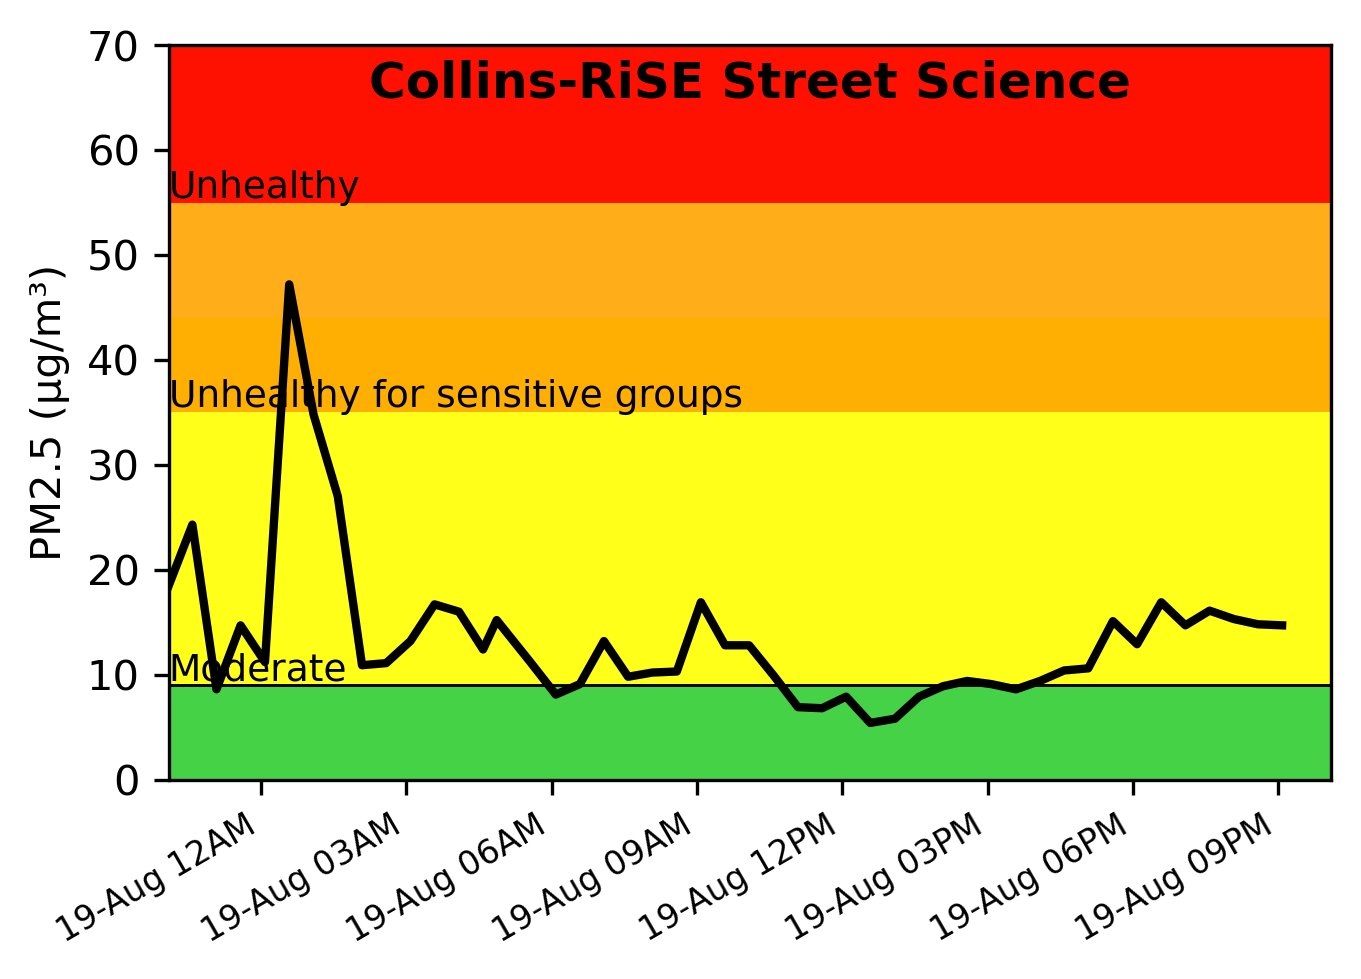 Collins-RiSE Street Science
PM2.5 (µg/m³)
70
60
50
40
30
20
10
0
Unhealthy
Unhealthy for sensitive groups
Moderate
19-Aug 12AM
19-Aug 03AM
19-Aug 06AM
19-Aug 09AM
19-Aug 12PM
19-Aug 03PM
19-Aug 06PM
19-Aug 09PM